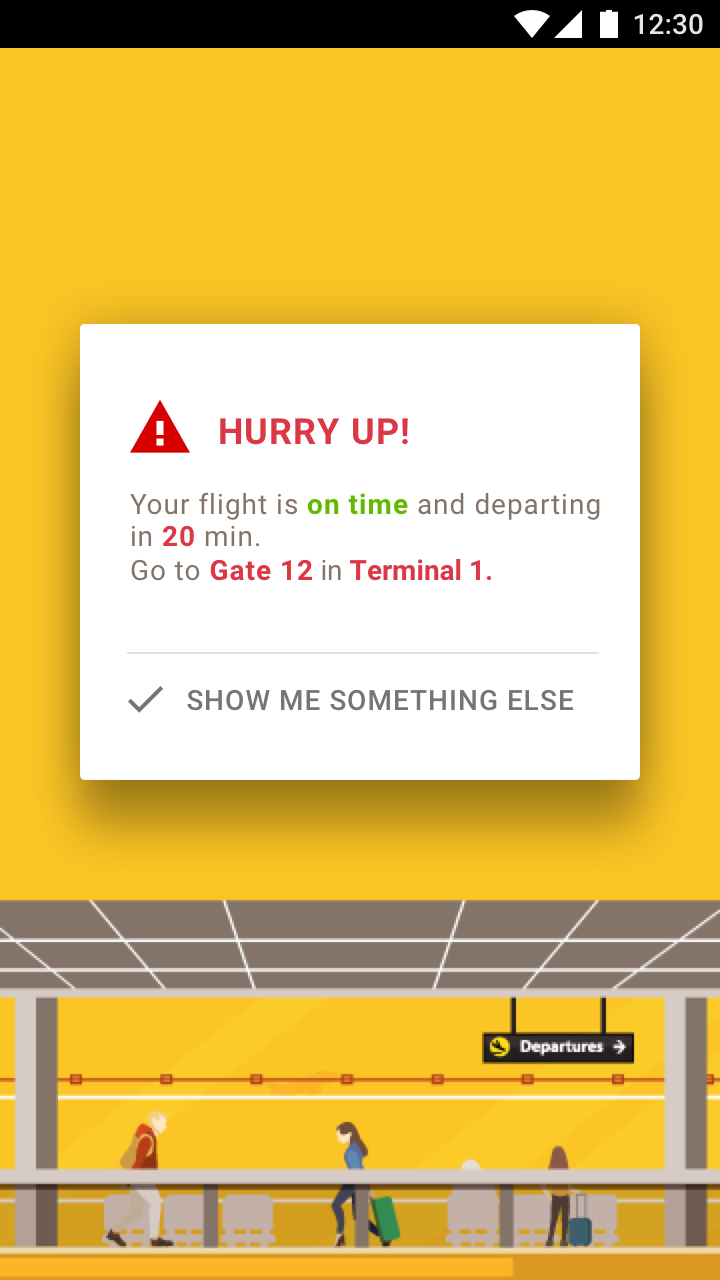 12:30
HURRY UP!
Your flight is on time and departing
in 20 min.
Go to Gate 12 in Terminal 1.
SHOW ME SOMETHING ELSE
Departures